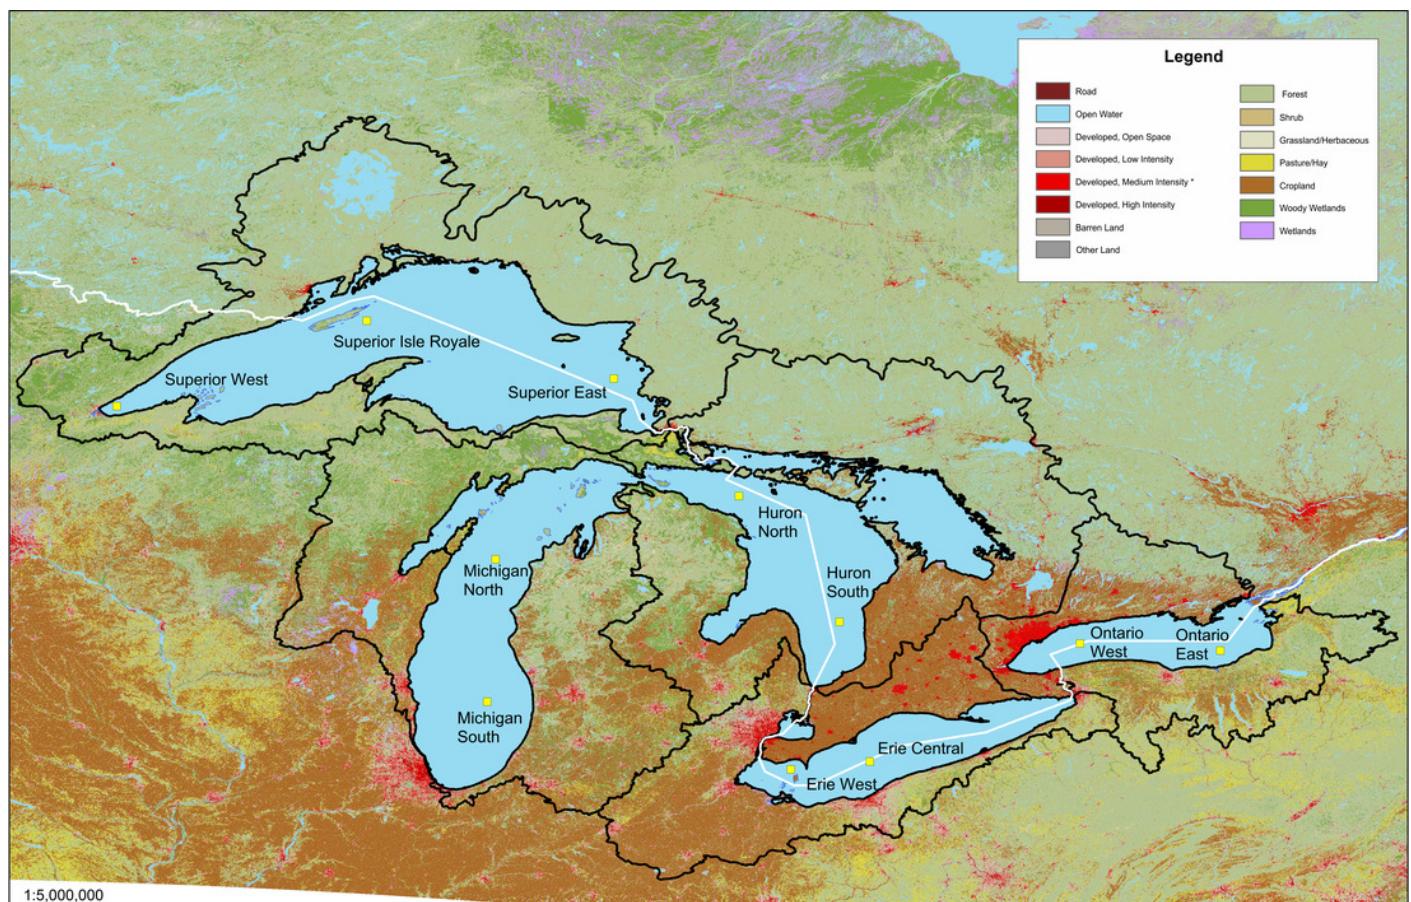 Legend
Road
Open Water
Developed, Open Space
Developed, Low Intensity
Developed, Medium Intensity *
Developed, High Intensity
Barren Land
Other Land
Forest
Shrub
Grassland/Herbaceous
Pasture/Hay
Cropland
Woody Wetlands
Wetlands
Superior Isle Royale
Superior West
Superior East
Huron
North
Michigan
North
Huron
South
Ontario
West
Ontario
East
Michigan
South
Erie Central
Erie West
1:5,000,000